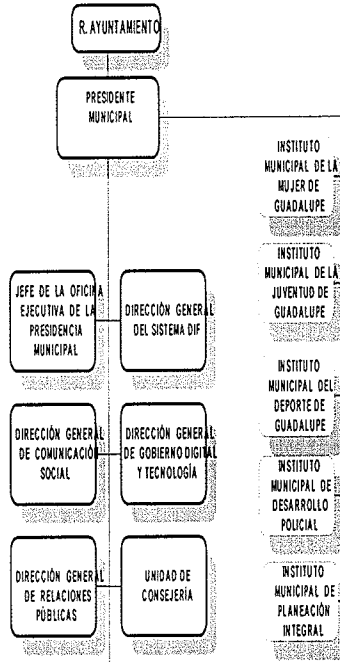 R. AYUNTAMIENTO
PRESIDENTE
MUNICIPAL
INSTITUTO
MUNICIPAL DE LA
MUJER DE
GUADALUPE
INSTITUTO
MUNICIPAL DE LA
JUVENTUD DE
GUADALUPE
JEFE DE LA OFICINA
EJECUTIVA DE LA
PRESIDENCIA
MUNICIPAL
DIRECCIÓN GENERAL
DEL SISTEMA DIF
INSTITUTO
MUNICIPAL DEL
DEPORTE DE
GUADALUPE
DIRECCIÓN GENERAL
DE COMUNICACIÓN
SOCIAL
DIRECCIÓN GENERAL
DE GOBIERNO DIGITAL
Y TECNOLOGÍA
INSTITUTO
MUNICIPAL DE
DESARROLLO
POLICIAL
DIRECCIÓN GENERAL
DE RELACIONES
PÚBLICAS
UNIDAD DE
CONSEJERÍA
INSTITUTO
MUNICIPAL DE
PLANEACIÓN
INTEGRAL